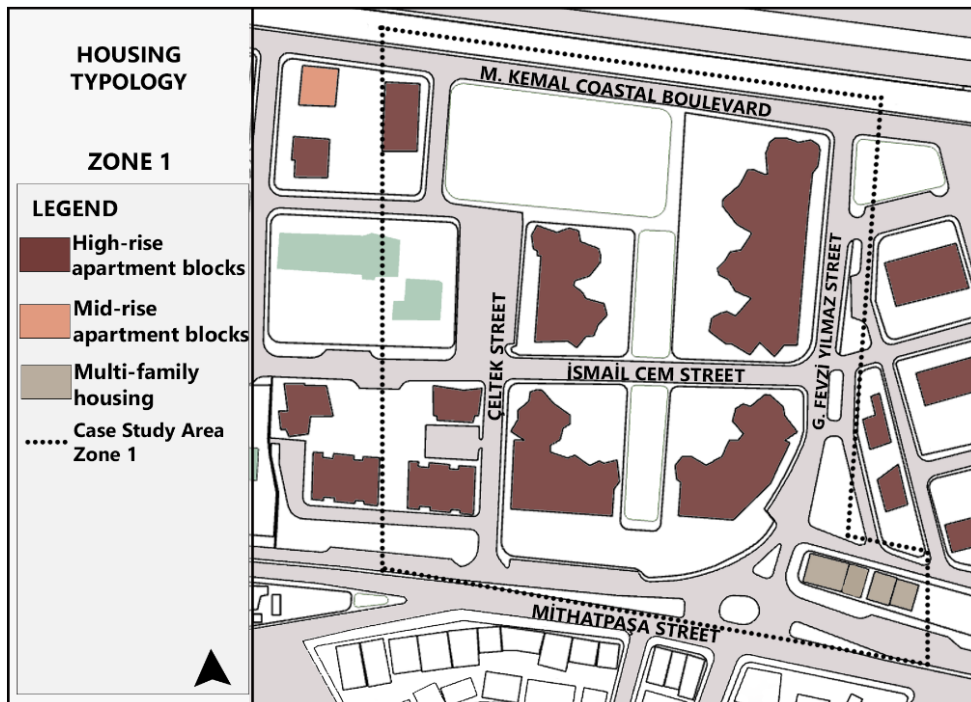 HOUSING
TYPOLOGY
ZONE 1
LEGEND
High-rise
apartment blocks
Mid-rise
apartment blocks
Multi-family
housing
Case Study Area
Zone 1
M. KEMAL COASTAL BOULEVARD
ÇELTEK STREET
İSMAİL CEM STREET
G. FEVZİ YILMAZ STREET
MİTHATPAŞA STREET